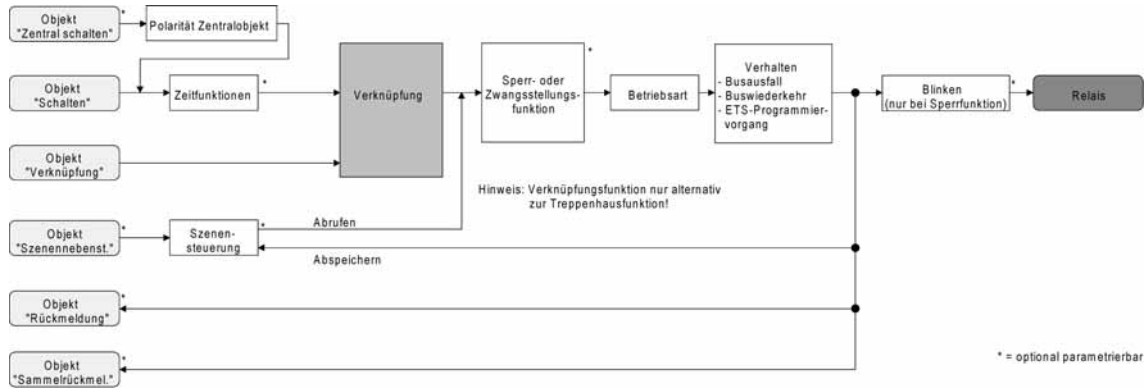 Objekt
"Zentral schalten"
*
Polarität Zentralobjekt
Objekt
"Schalten"
Zeitfunktionen
*
Verknüpfung
Sperr- oder
Zwangsstellungs-
funktion
*
Betriebsart
Verhalten
- Busausfall
- Buswiederkehr
- ETS-Programmier-
vorgang
Blinken
(nur bei Sperrfunktion)
*
Relais
Objekt
"Verknüpfung"
Hinweis: Verknüpfungsfunktion nur alternativ
zur Treppenhausfunktion!
Objekt
"Szenennebenst."
*
Szenen-
steuerung
*
Abrufen
Abspeichern
Objekt
"Rückmeldung"
*
Objekt
"Sammelrückmel."
*
* = optional parametrierbar